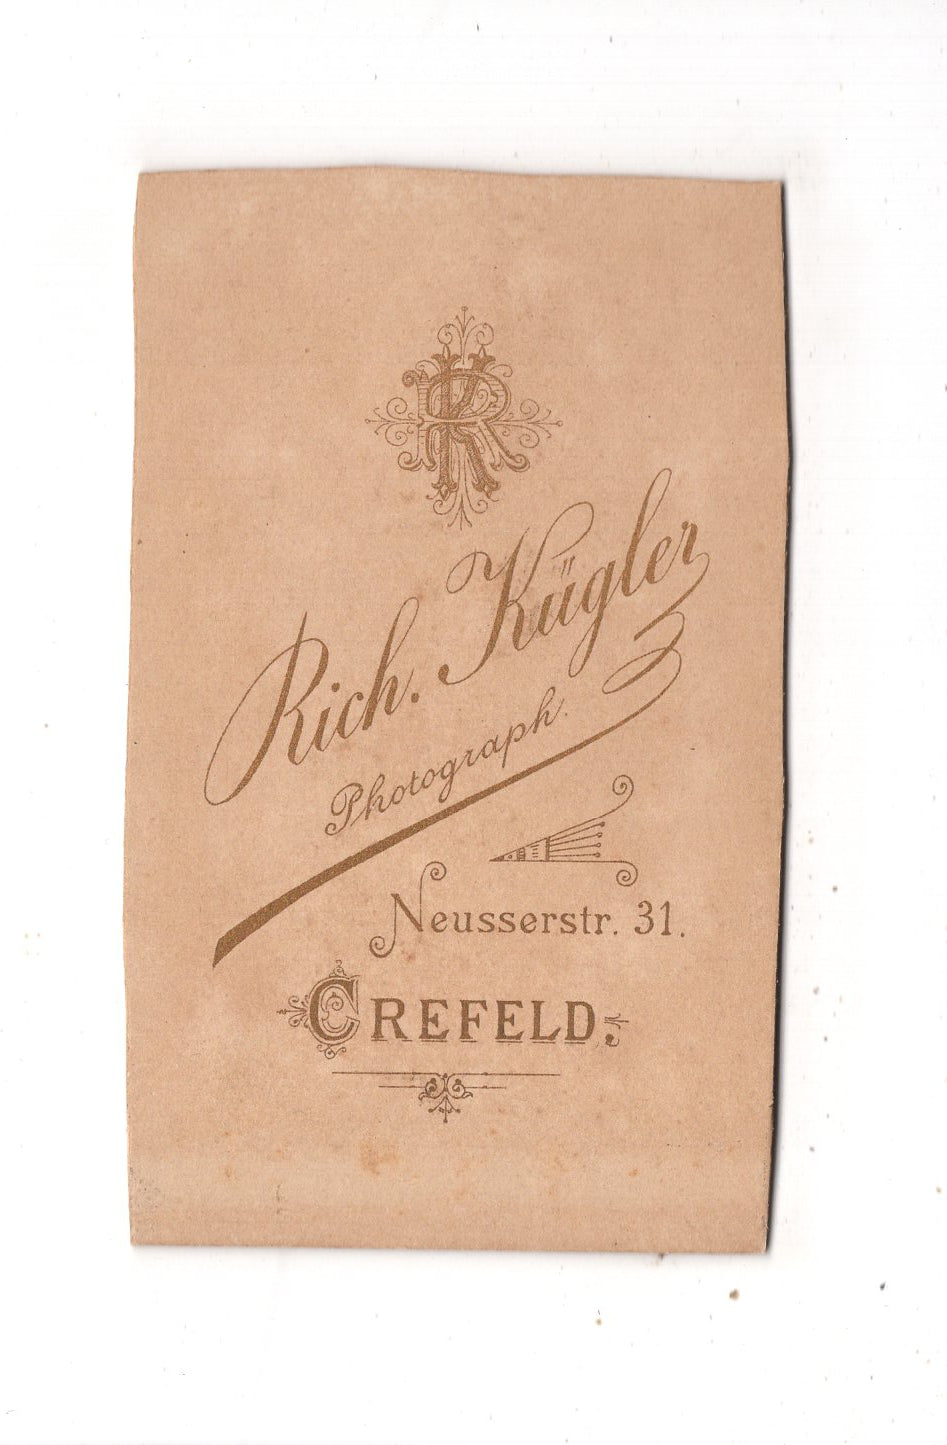 RK
Rich. Kügler
Photograph.
Neusserstr. 31.
CREFELD.